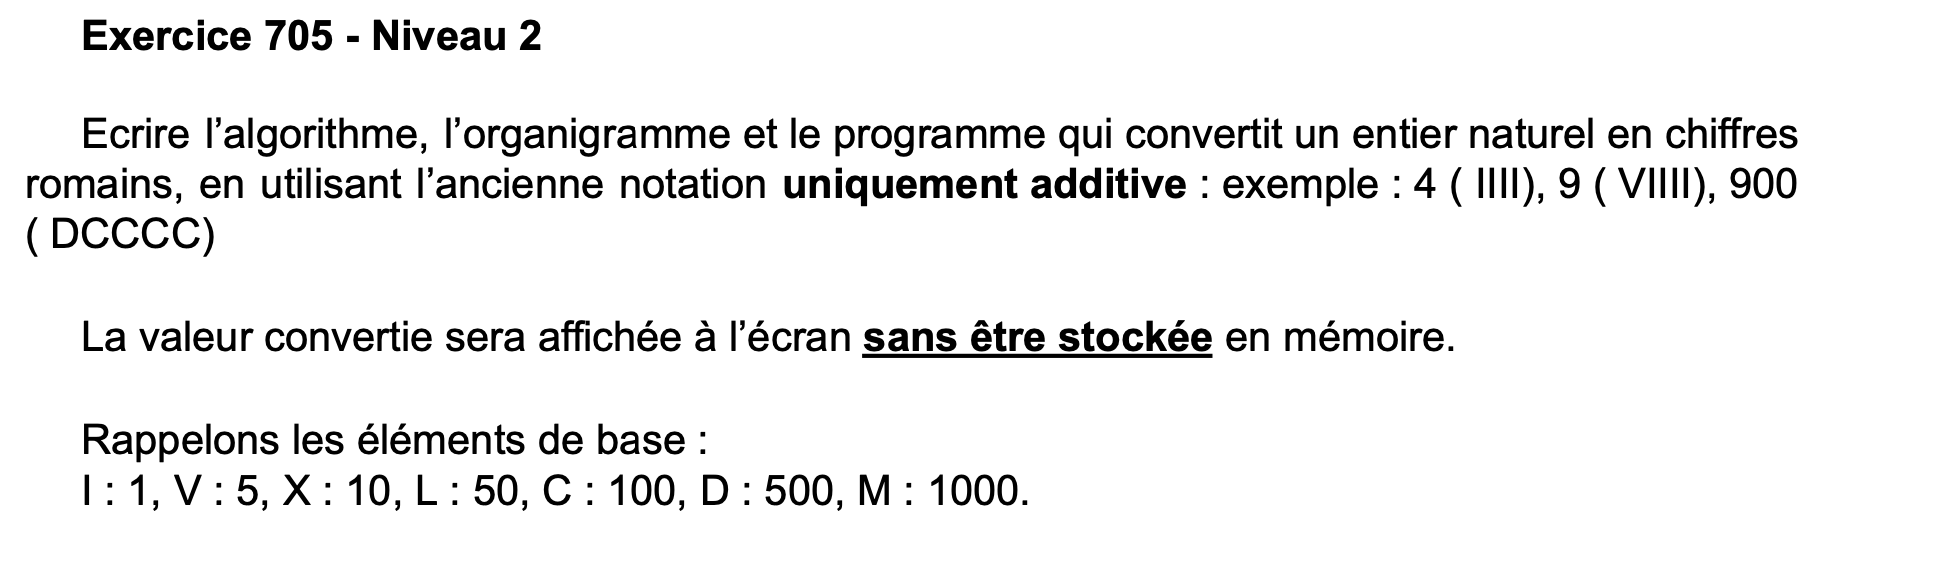 Exercice 705 - Niveau 2
Ecrire l’algorithme, l’organigramme et le programme qui convertit un entier naturel en chiffres
romains, en utilisant l’ancienne notation uniquement additive : exemple : 4 ( IIII), 9 ( VIIII), 900
( DCCCC)
La valeur convertie sera affichée à l’écran sans être stockée en mémoire.
Rappelons les éléments de base :
I : 1, V : 5, X : 10, L : 50, C : 100, D : 500, M : 1000.